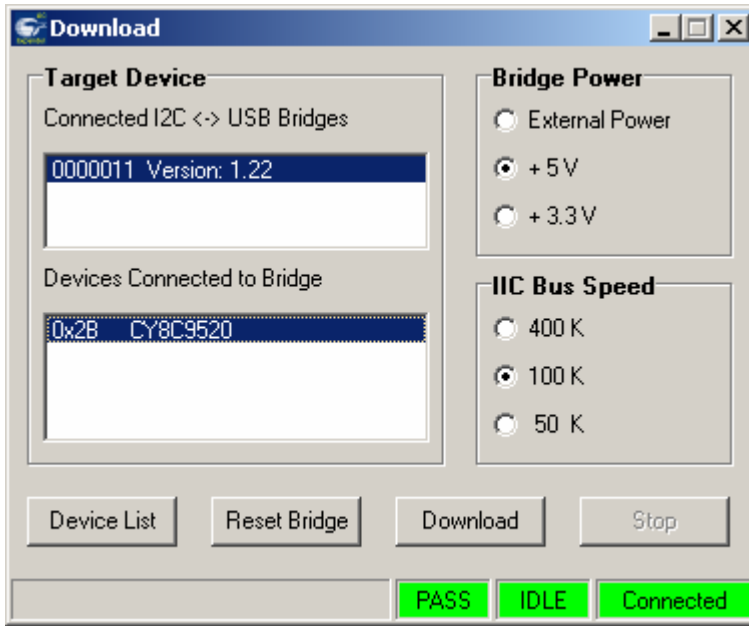 Download
Target Device
Connected I2C <-> USB Bridges
0000011 Version: 1.22
Devices Connected to Bridge
0x2B CY8C9520
Bridge Power
External Power
+ 5 V
+ 3.3 V
IIC Bus Speed
400 K
100 K
50 K
Device List
Reset Bridge
Download
Stop
PASS
IDLE
Connected